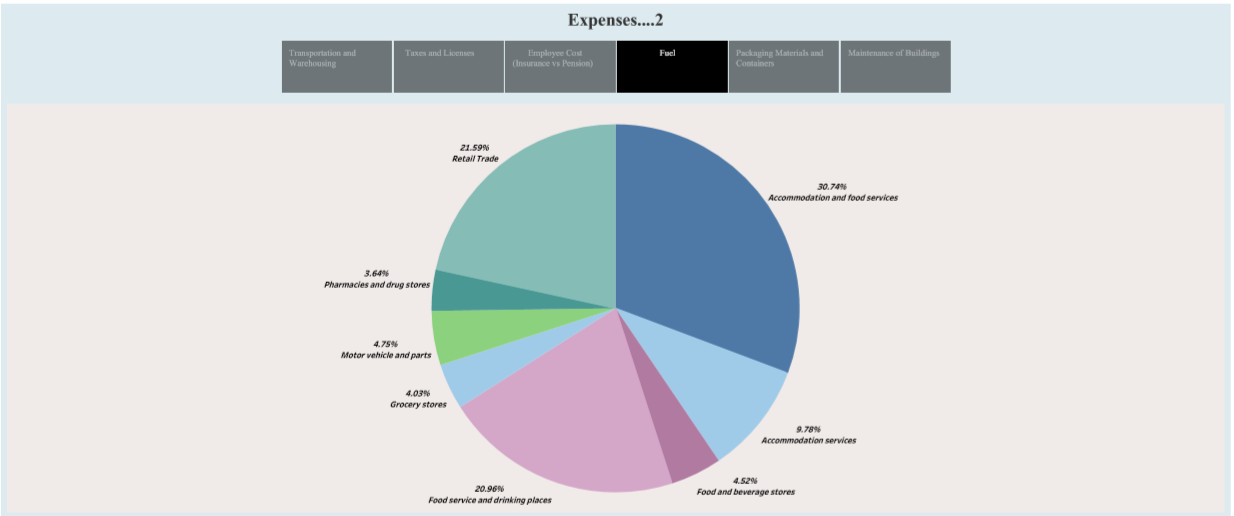 Expenses....2
Transportation and
Warehousing
Taxes and Licenses
Employee Cost
(Insurance vs Pension)
Fuel
Packaging Materials and
Containers
Maintenance of Buildings
21.59%
Retail Trade
30.74%
Accommodation and food services
3.64%
Pharmacies and drug stores
4.75%
Motor vehicle and parts
4.03%
Grocery stores
9.78%
Accommodation services
4.52%
Food and beverage stores
20.96%
Food service and drinking places